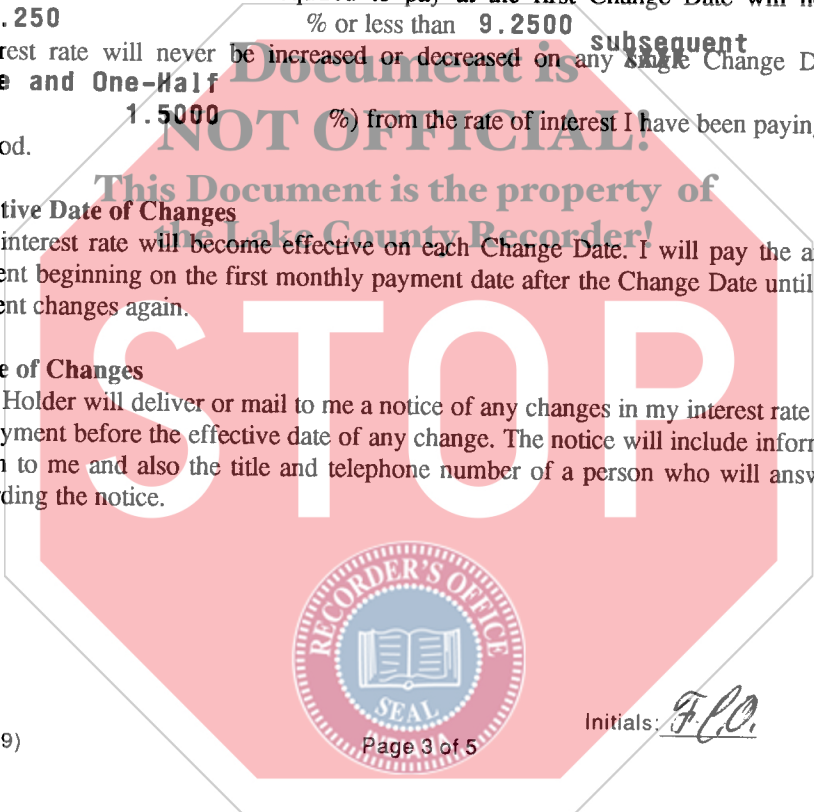 .250 % or less than 9.2500
subsequent
rest rate will never be increased or decreased on any single Change D
e and One-Half
1.5000 %) from the rate of interest I have been paying
od.
tive Date of Changes
interest rate will become effective on each Change Date. I will pay the a
ent beginning on the first monthly payment date after the Change Date until
ent changes again.
e of Changes
Holder will deliver or mail to me a notice of any changes in my interest rate
yment before the effective date of any change. The notice will include infor
n to me and also the title and telephone number of a person who will answ
ding the notice.
Document is
NOT OFFICIAL!
This Document is the property of
the Lake County Recorder!
STOP
RECORDER'S OFFICE
SEAL
INDIANA
Initials: F.P.O.
9)
Page 3 of 5